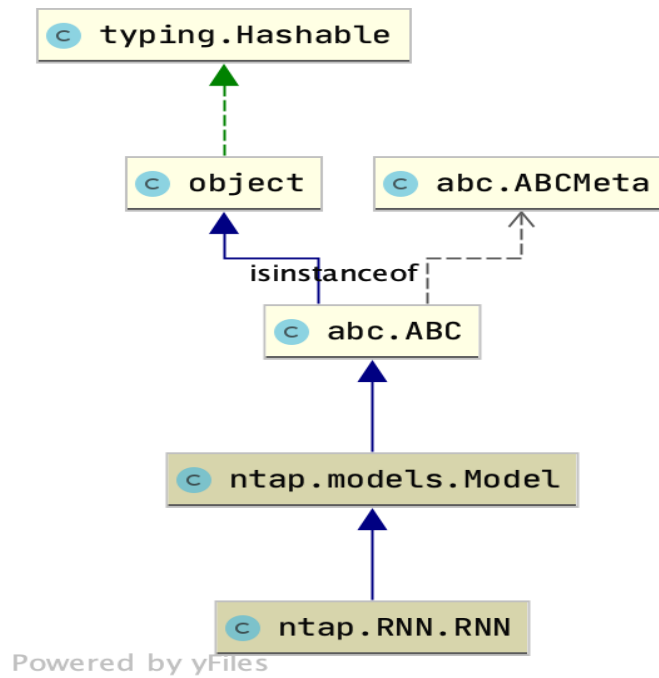 C typing.Hashable
C object
C abc.ABCMeta
isinstanceof
C abc.ABC
C ntap.models.Model
C ntap.RNN.RNN
Powered by yFiles